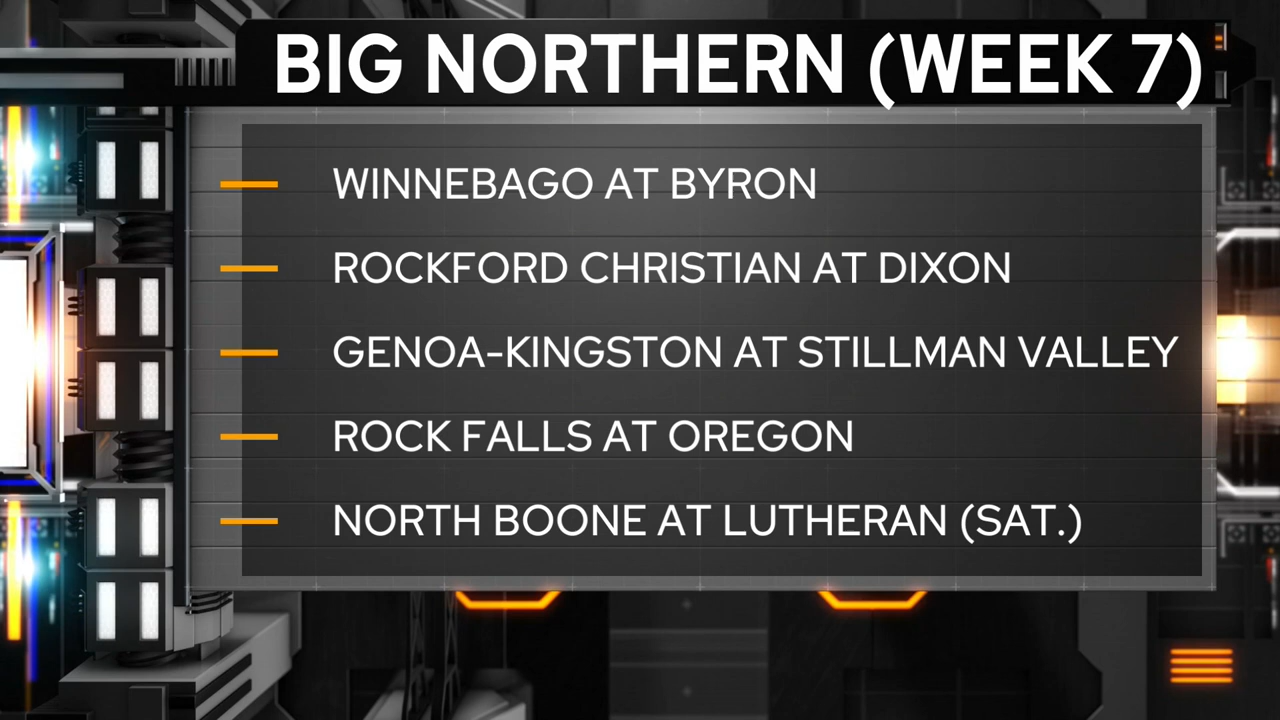 BIG NORTHERN (WEEK 7)
WINNEBAGO AT BYRON
ROCKFORD CHRISTIAN AT DIXON
GENOA-KINGSTON AT STILLMAN VALLEY
ROCK FALLS AT OREGON
NORTH BOONE AT LUTHERAN (SAT.)